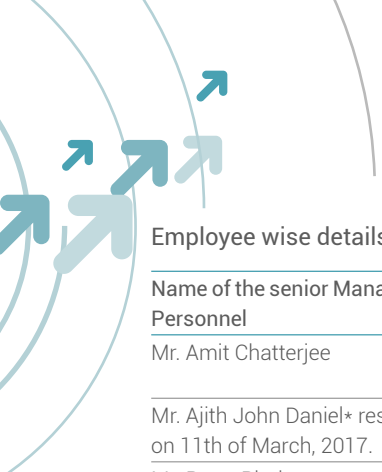 Employee wise details
Name of the senior Mana
Personnel
Mr. Amit Chatterjee
Mr. Ajith John Daniel* res
on 11th of March, 2017.